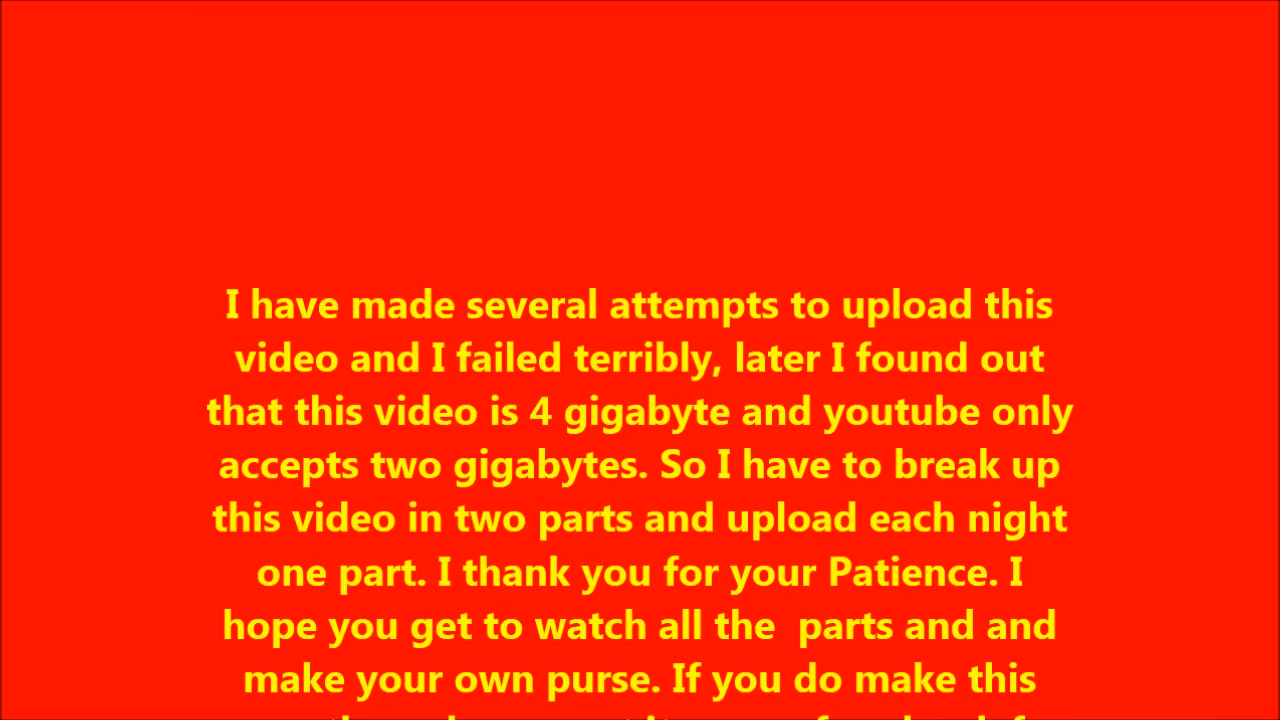 I have made several attempts to upload this
video and I failed terribly, later I found out
that this video is 4 gigabyte and youtube only
accepts two gigabytes. So I have to break up
this video in two parts and upload each night
one part. I thank you for your Patience. I
hope you get to watch all the  parts and and
make your own purse. If you do make this